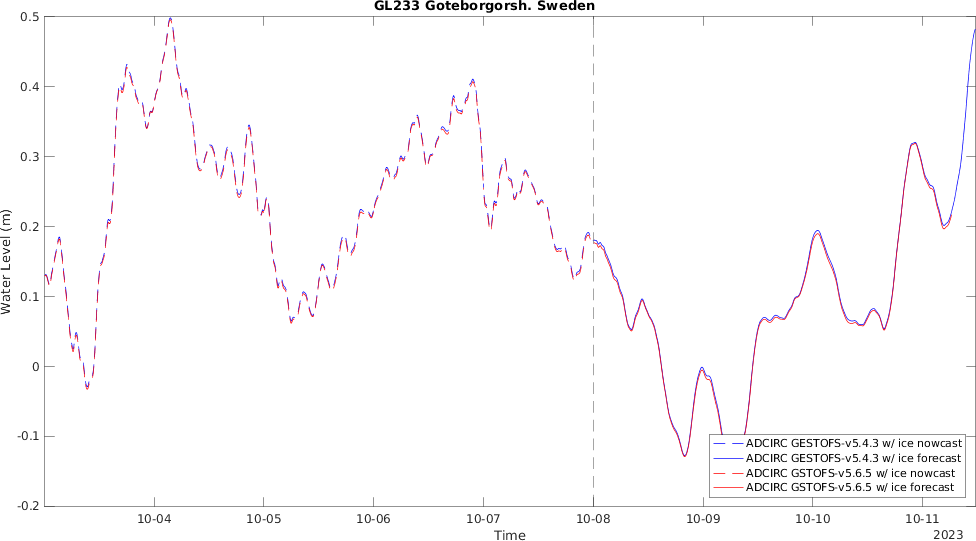 GL233 Goteborgorsh. Sweden
0.5
0.4
0.3
0.2
0.1
0
-0.1
-0.2
Water Level (m)
10-04 10-05 10-06 10-07 10-08 10-09 10-10 10-11
Time
2023
ADCIRC GESTOFS-v5.4.3 w/ ice nowcast
ADCIRC GESTOFS-v5.4.3 w/ ice forecast
ADCIRC GSTOFS-v5.6.5 w/ ice nowcast
ADCIRC GSTOFS-v5.6.5 w/ ice forecast